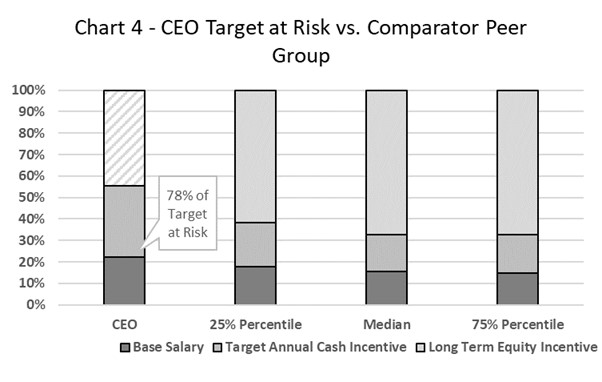 Chart 4 - CEO Target at Risk vs. Comparator Peer
Group
100%
90%
80%
70%
60%
50%
40%
30%
20%
10%
0%
78% of
Target
at Risk
CEO 25% Percentile Median 75% Percentile
Base Salary Target Annual Cash Incentive Long Term Equity Incentive